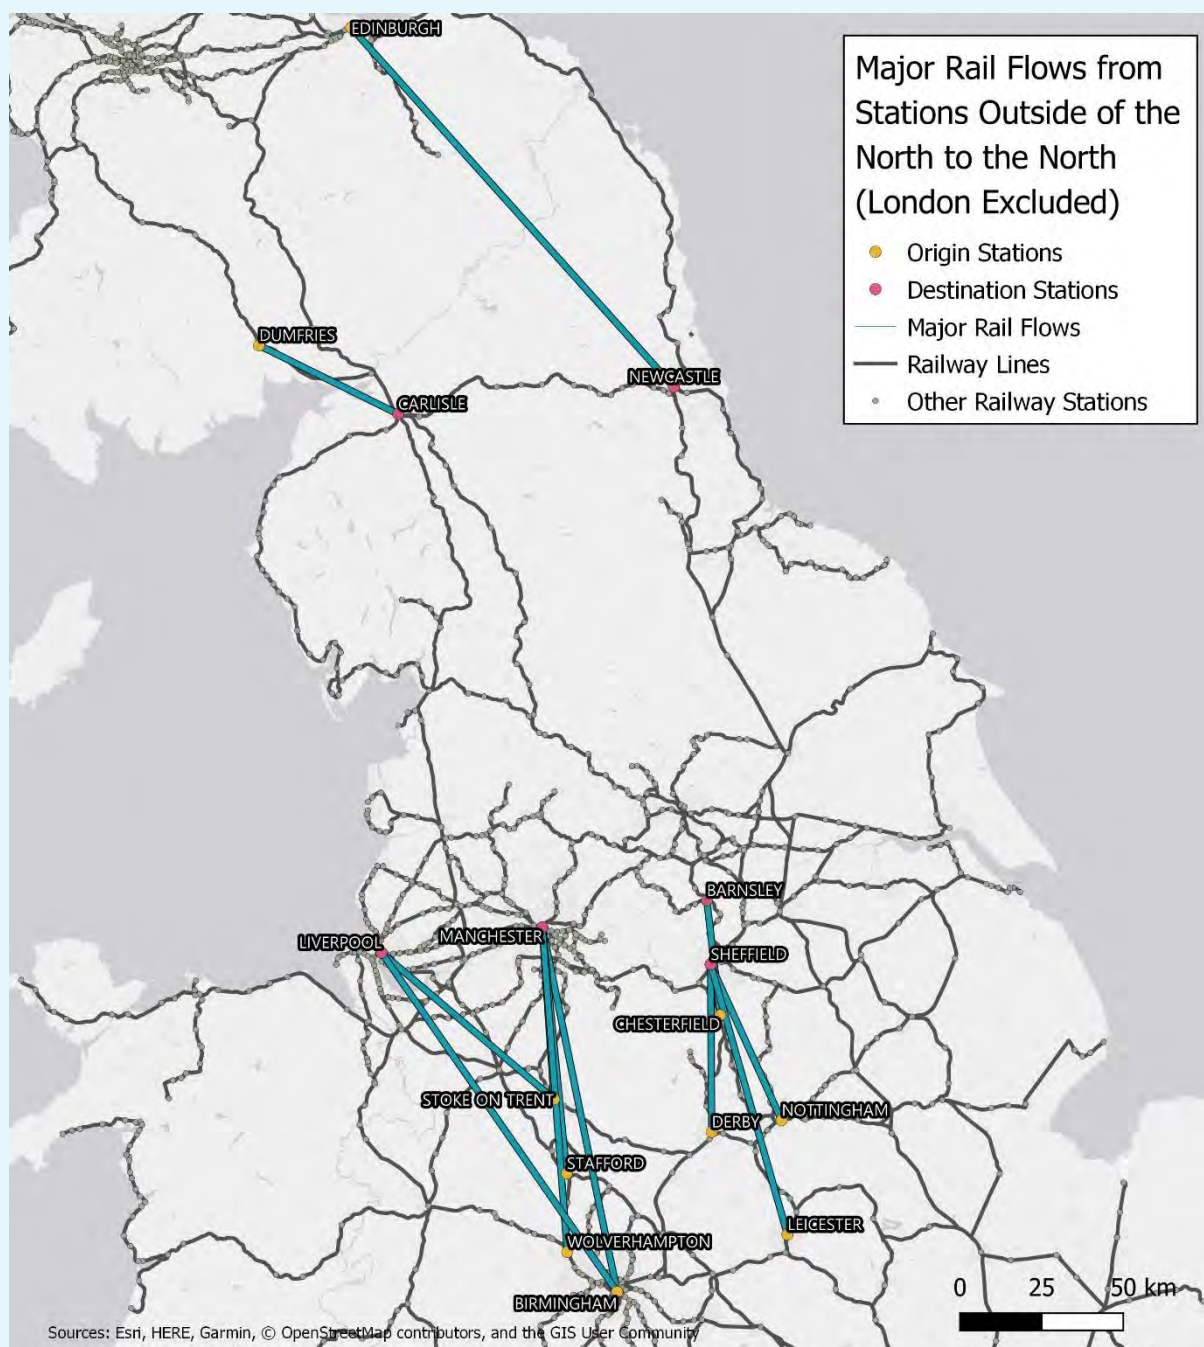 EDINBURGH
Major Rail Flows from
Stations Outside of the
North to the North
(London Excluded)
Origin Stations
Destination Stations
Major Rail Flows
Railway Lines
Other Railway Stations
DUMFRIES
NEWCASTLE
CARLISLE
BARNSLEY
MANCHESTER
LIVERPOOL
SHEFFIELD
CHESTERFIELD
STOKE ON TRENT
NOTTINGHAM
DERBY
STAFFORD
LEICESTER
WOLVERHAMPTON
BIRMINGHAM
0 25 50 km
Sources: Esri, HERE, Garmin, © OpenStreetMap contributors, and the GIS User Community